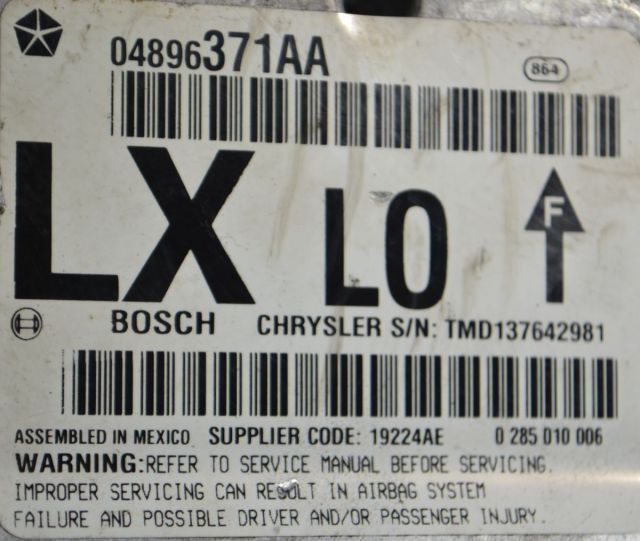 04896371AA 864
LX LO F
BOSCH CHRYSLER S/N: TMD137642981
ASSEMBLED IN MEXICO SUPPLIER CODE: 19224AE 0 285 010 006
WARNING:REFER TO SERVICE MANUAL BEFORE SERVICING.
IMPROPER SERVICING CAN RESULT IN AIRBAG SYSTEM
FAILURE AND POSSIBLE DRIVER AND/OR PASSENGER INJURY.